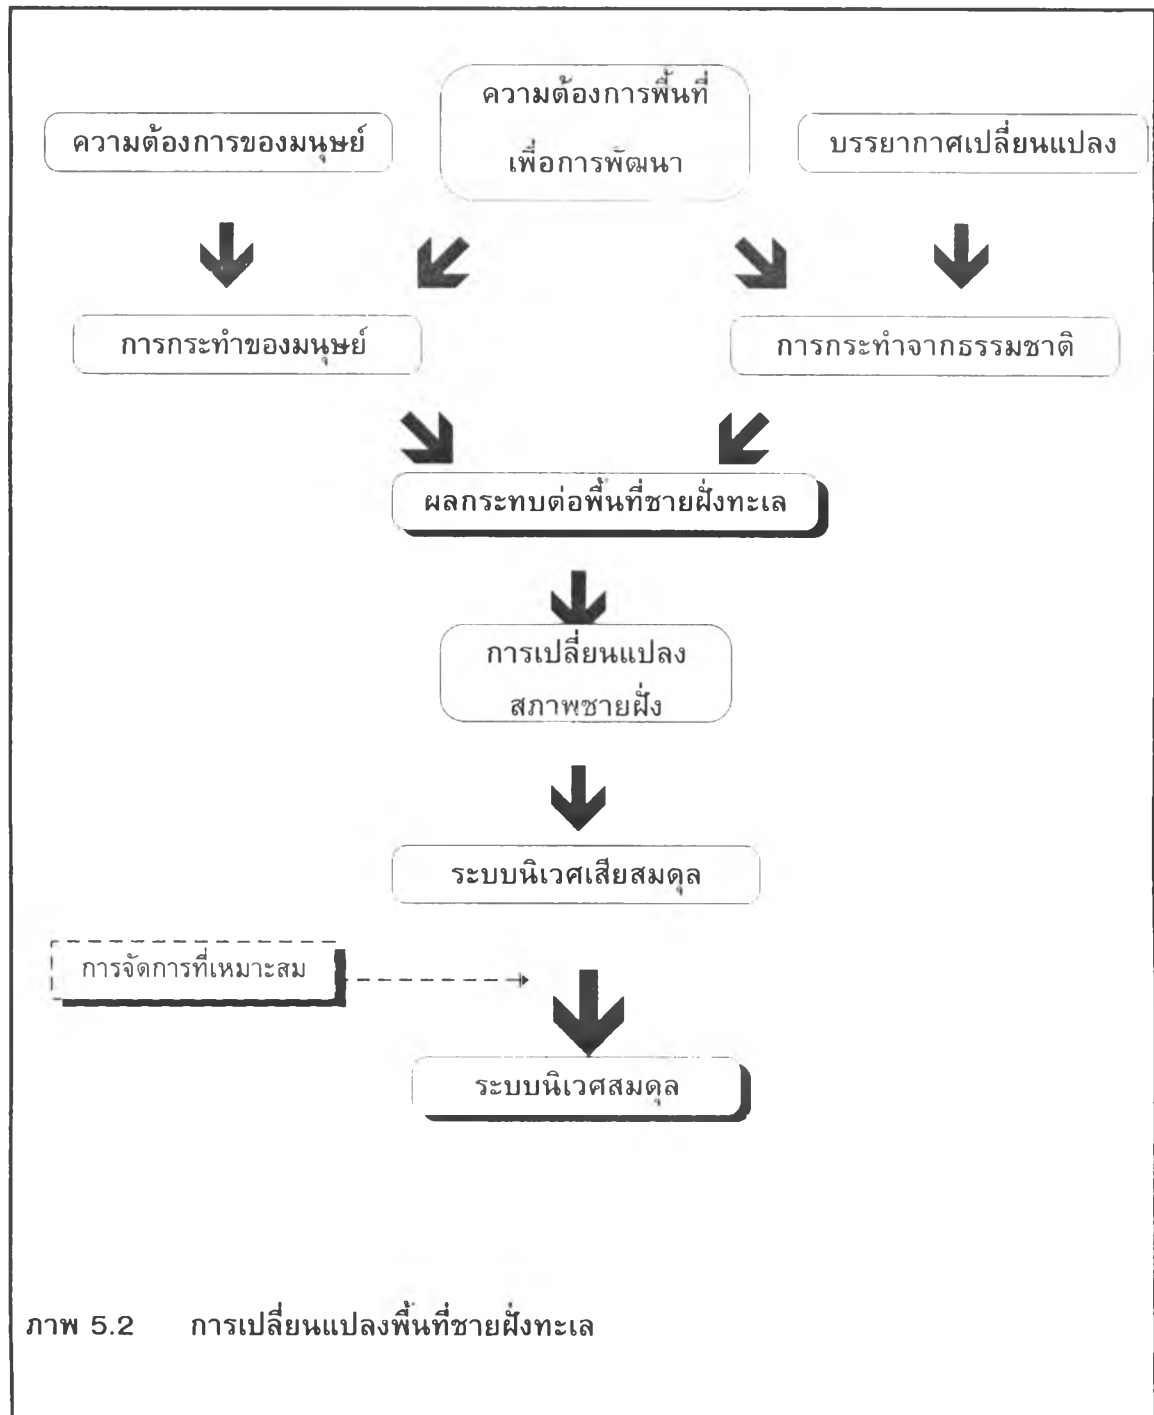 ความต้องการของมนุษย์
ความต้องการพื้นที่
เพื่อการพัฒนา
บรรยากาศเปลี่ยนแปลง
การกระทำของมนุษย์
การกระทำจากธรรมชาติ
ผลกระทบต่อพื้นที่ชายฝั่งทะเล
การเปลี่ยนแปลง
สภาพชายฝั่ง
ระบบนิเวศเสียสมดุล
การจัดการที่เหมาะสม
ระบบนิเวศสมดุล
ภาพ 5.2 การเปลี่ยนแปลงพื้นที่ชายฝั่งทะเล